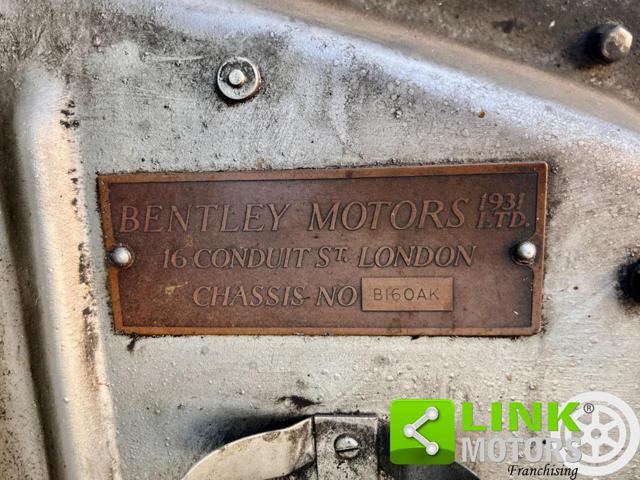 BENTLEY MOTORS 1931 LTD.
16 CONDUIT ST. LONDON
CHASSIS NO B160AK
LINK®
MOTORS
Franchising